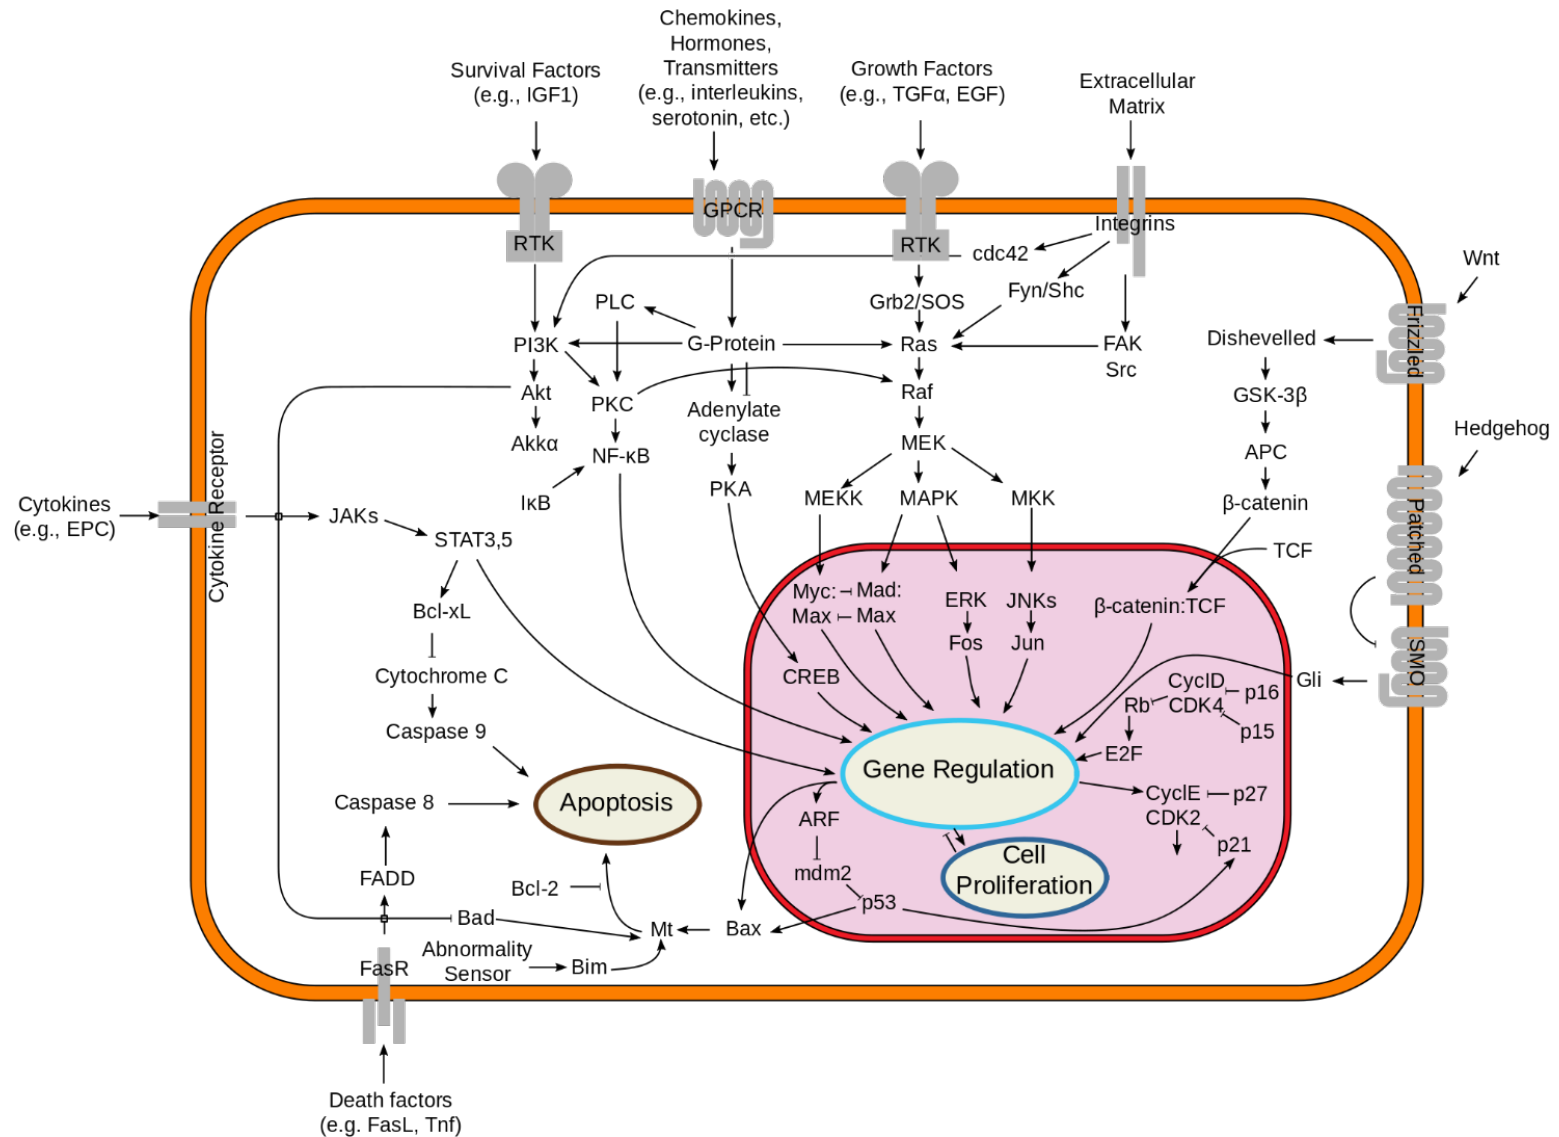 Chemokines,
Hormones,
Transmitters
(e.g., interleukins,
serotonin, etc.)
Survival Factors
(e.g., IGF1)
Growth Factors
(e.g., TGFα, EGF)
Extracellular
Matrix
GPCR
RTK
RTK
Integrins
cdc42
Wnt
Fyn/Shc
PLC
Grb2/SOS
Frizzled
Dishevelled
PI3K
G-Protein
Ras
FAK
Src
Akt
PKC
Adenylate
cyclase
Raf
GSK-3β
Hedgehog
Akkα
NF-κB
MEK
APC
Cytokine Receptor
Cytokines
(e.g., EPC)
IκB
PKA
MEKK
MAPK
MKK
β-catenin
Patched
JAKs
STAT3,5
TCF
Bcl-xL
Myc:
Mad:
Max
Max
ERK
JNKs
β-catenin:TCF
Fos
Jun
Cytochrome C
CREB
SMO
Gli
CyclD
CDK4
p16
Rb
p15
Caspase 9
E2F
Gene Regulation
Caspase 8
Apoptosis
CyclE
CDK2
p27
ARF
p21
Cell
Proliferation
mdm2
FADD
Bcl-2
p53
Bad
Mt
Bax
Abnormality
Sensor
Bim
FasR
Death factors
(e.g. FasL, Tnf)